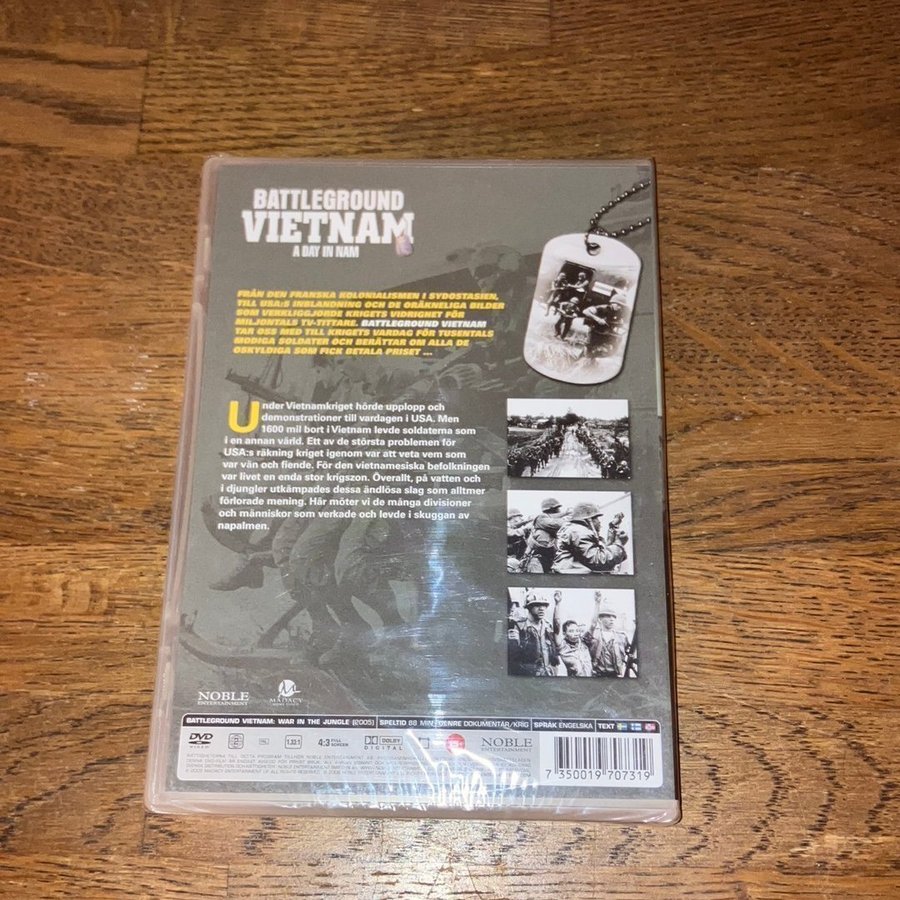 BATTLEGROUND
VIETNAM
A DAY IN NAM
FRÅN DEN FRANSKA KOLONIALISMEN I SYDOSTASIEN,
TILL USA:S INBLANDNING OCH DE ORÄKNELIGA BILDER
SOM VERKLIGGJORDE KRIGETS VIDRIGHET FÖR
MILJONTALS TV-TITTARE. BATTLEGROUND VIETNAM
TAR OSS MED TILL KRIGETS VARDAG FÖR TUSENTALS
MODIGA SOLDATER OCH BERÄTTAR OM ALLA DE
OSKYLDIGA SOM FICK BETALA PRISET ...
Under Vietnamkriget hörde upplopp och
demonstrationer till vardagen i USA. Men
1600 mil bort i Vietnam levde soldaterna som
i en annan värld. Ett av de största problemen för
USA:s räkning kriget igenom var att veta vem som
var vän och fiende. För den vietnamesiska befolkningen
var livet en enda stor krigszon. Överallt, på vatten och
i djungler utkämpades dessa ändlösa slag som alltmer
förlorade mening. Här möter vi de många divisioner
och människor som verkade och levde i skuggan av
napalmen.
NOBLE
ENTERTAINMENT
MADACY
BATTLEGROUND VIETNAM: WAR IN THE JUNGLE (2005) SPELTID 88 MIN. GENRE DOKUMENTÄR/KRIG SPRÅK ENGELSKA TEXT
DVD VIDEO 2 1.33:1 4:3 FULL SCREEN DOLBY DIGITAL NOBLE ENTERTAINMENT
7 350019 707319